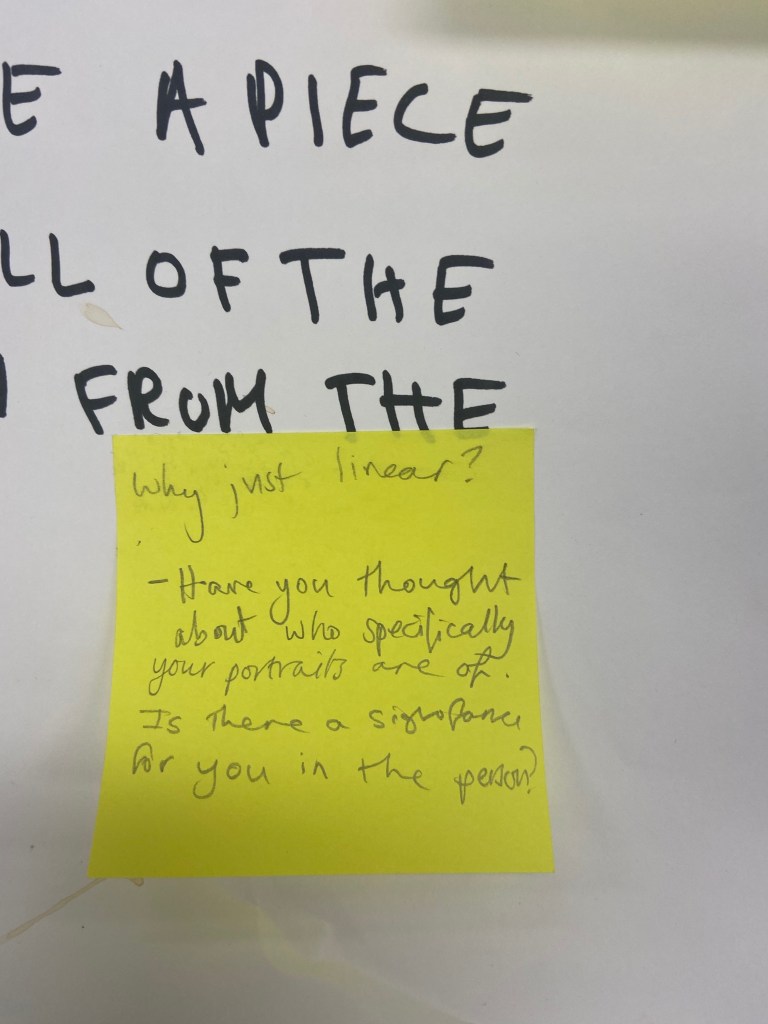 E A PIECE
LL OF THE
FROM THE
Why just linear?
- Have you thought
about who specifically
your portraits are of.
Is there a significance
for you in the person?